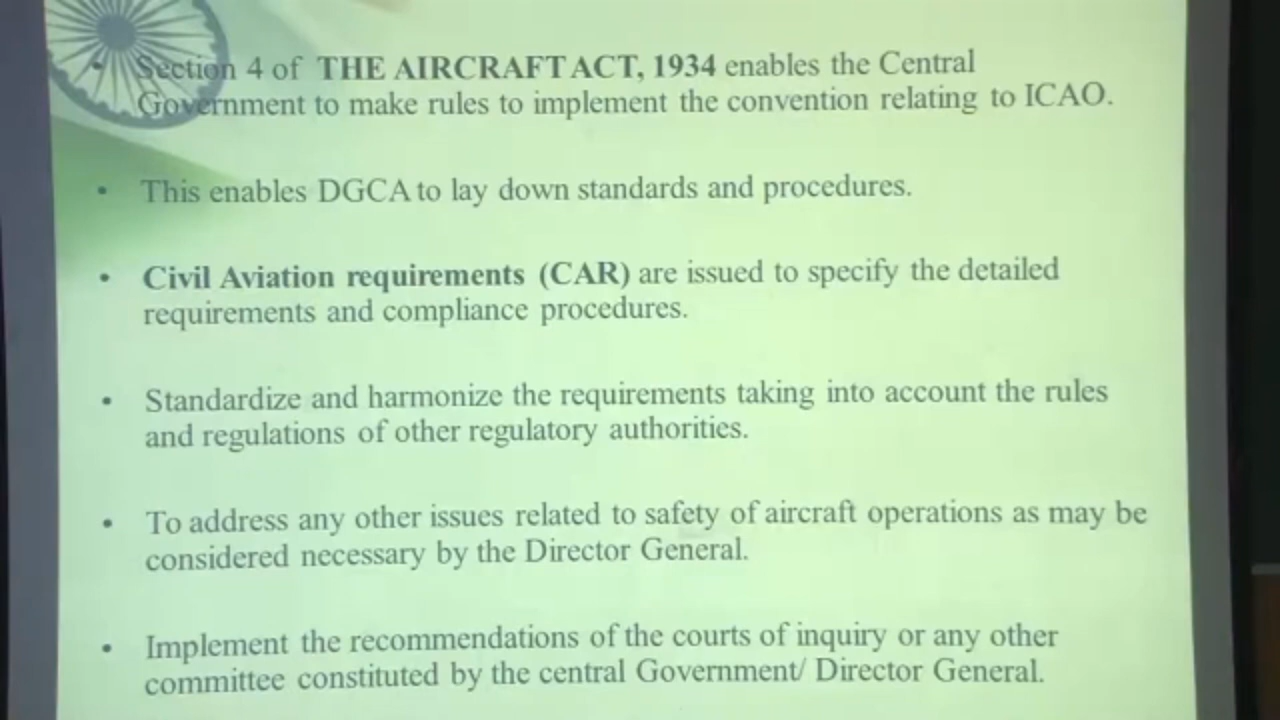 • Section 4 of THE AIRCRAFT ACT, 1934 enables the Central
Government to make rules to implement the convention relating to ICAO.
• This enables DGCA to lay down standards and procedures.
• Civil Aviation requirements (CAR) are issued to specify the detailed
requirements and compliance procedures.
• Standardize and harmonize the requirements taking into account the rules
and regulations of other regulatory authorities.
• To address any other issues related to safety of aircraft operations as may be
considered necessary by the Director General.
• Implement the recommendations of the courts of inquiry or any other
committee constituted by the central Government/ Director General.